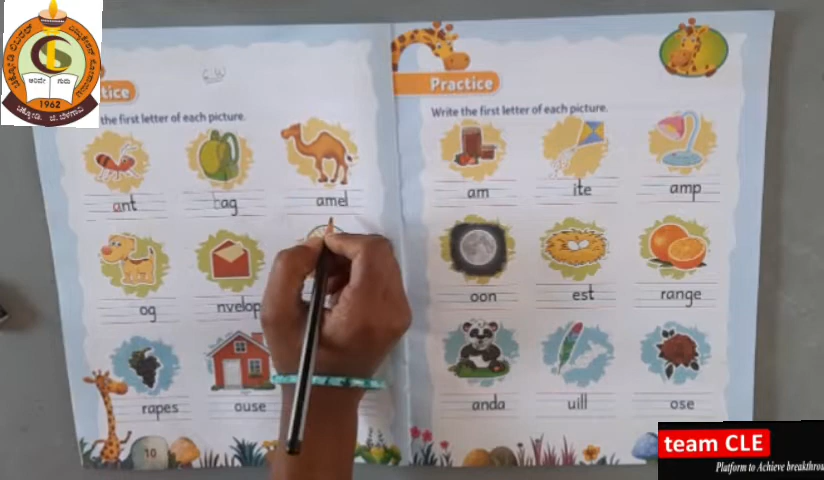 ಅರಿವೇ ಗುರು
1962
C.W
tice
Practice
the first letter of each picture.
Write the first letter of each picture.
ant bag amel
am ite amp
og nvelop
oon est range
rapes ouse
anda uill ose
10
team CLE
Platform to Achieve breakthrou